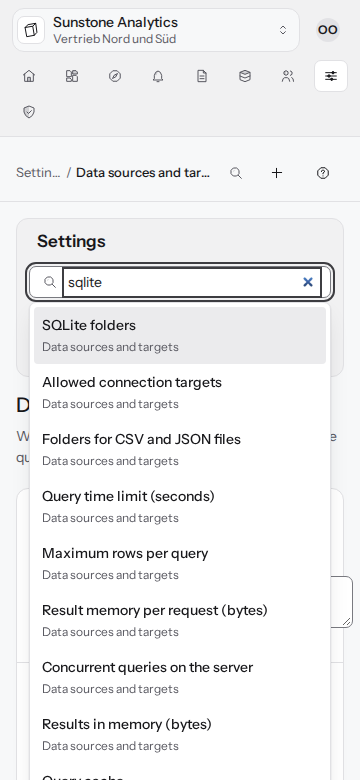 Sunstone Analytics
Vertrieb Nord und Süd
OO
Settin... / Data sources and tar...
Settings
sqlite
SQLite folders
Data sources and targets
Allowed connection targets
Data sources and targets
Folders for CSV and JSON files
Data sources and targets
Query time limit (seconds)
Data sources and targets
Maximum rows per query
Data sources and targets
Result memory per request (bytes)
Data sources and targets
Concurrent queries on the server
Data sources and targets
Results in memory (bytes)
Data sources and targets
Query cache